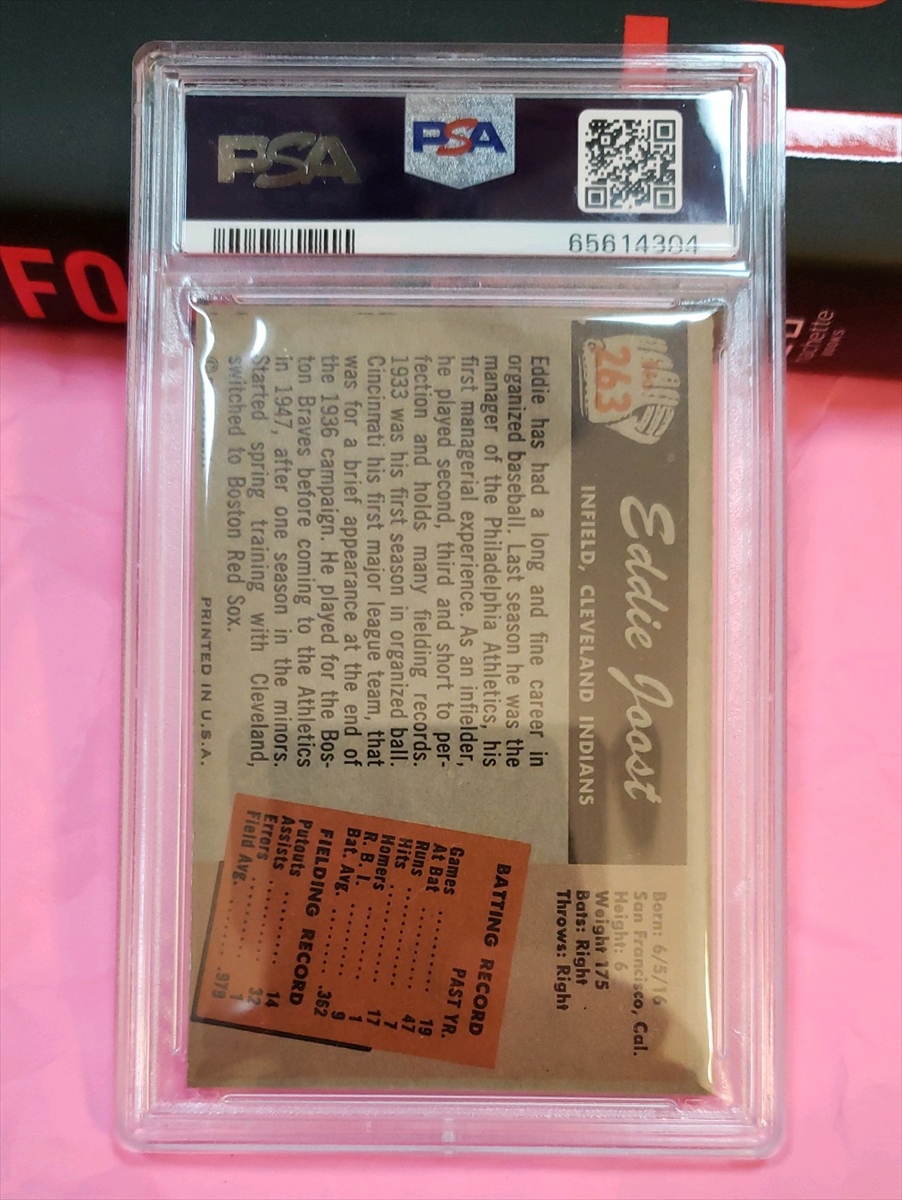 PSA
PSA
65614304
FO
263
Eddie Joost
INFIELD, CLEVELAND INDIANS
Born: 6/5/16
San Francisco, Cal.
Height: 6
Weight 175
Bats: Right
Throws: Right
Eddie has had a long and fine career in
organized baseball. Last season he was the
manager of the Philadelphia Athletics, his
first managerial experience. As an infielder,
he played second, third and short to per-
fection and holds many fielding records.
1933 was his first season in organized ball.
Cincinnati his first major league team, that
was for a brief appearance at the end of
the 1936 campaign. He played for the Bos-
ton Braves before coming to the Athletics
in 1947, after one season in the minors.
Started spring training with Cleveland,
switched to Boston Red Sox.
PRINTED IN U.S.A.
BATTING RECORD
PAST YR.
Games 19
At Bat 47
Runs 7
Hits 17
Homers 1
R. B. I. 9
Bat. Avg. .362
FIELDING RECORD
Putouts 14
Assists 32
Errors 1
Field Avg. .979